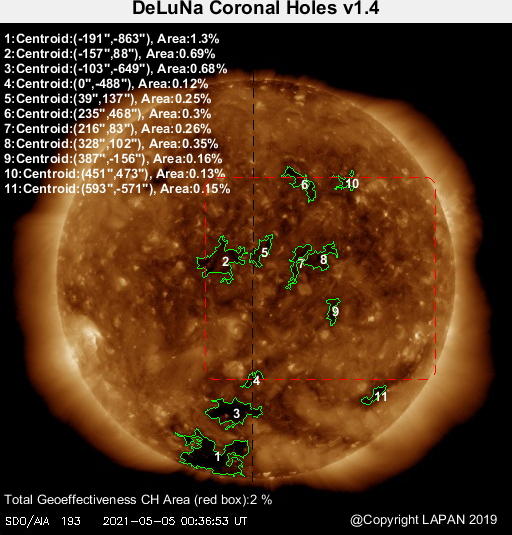 DeLuNa Coronal Holes v1.4
1:Centroid:(-191",-863"), Area:1.3%
2:Centroid:(-157",88"), Area:0.69%
3:Centroid:(-103",-649"), Area:0.68%
4:Centroid:(0",-488"), Area:0.12%
5:Centroid:(39",137"), Area:0.25%
6:Centroid:(235",468"), Area:0.3%
7:Centroid:(216",83"), Area:0.26%
8:Centroid:(328",102"), Area:0.35%
9:Centroid:(387",-156"), Area:0.16%
10:Centroid:(451",473"), Area:0.13%
11:Centroid:(593",-571"), Area:0.15%
6
10
5
2
7
8
9
4
11
3
1
Total Geoeffectiveness CH Area (red box):2 %
SDO/AIA 193 2021-05-05 00:36:53 UT
@Copyright LAPAN 2019